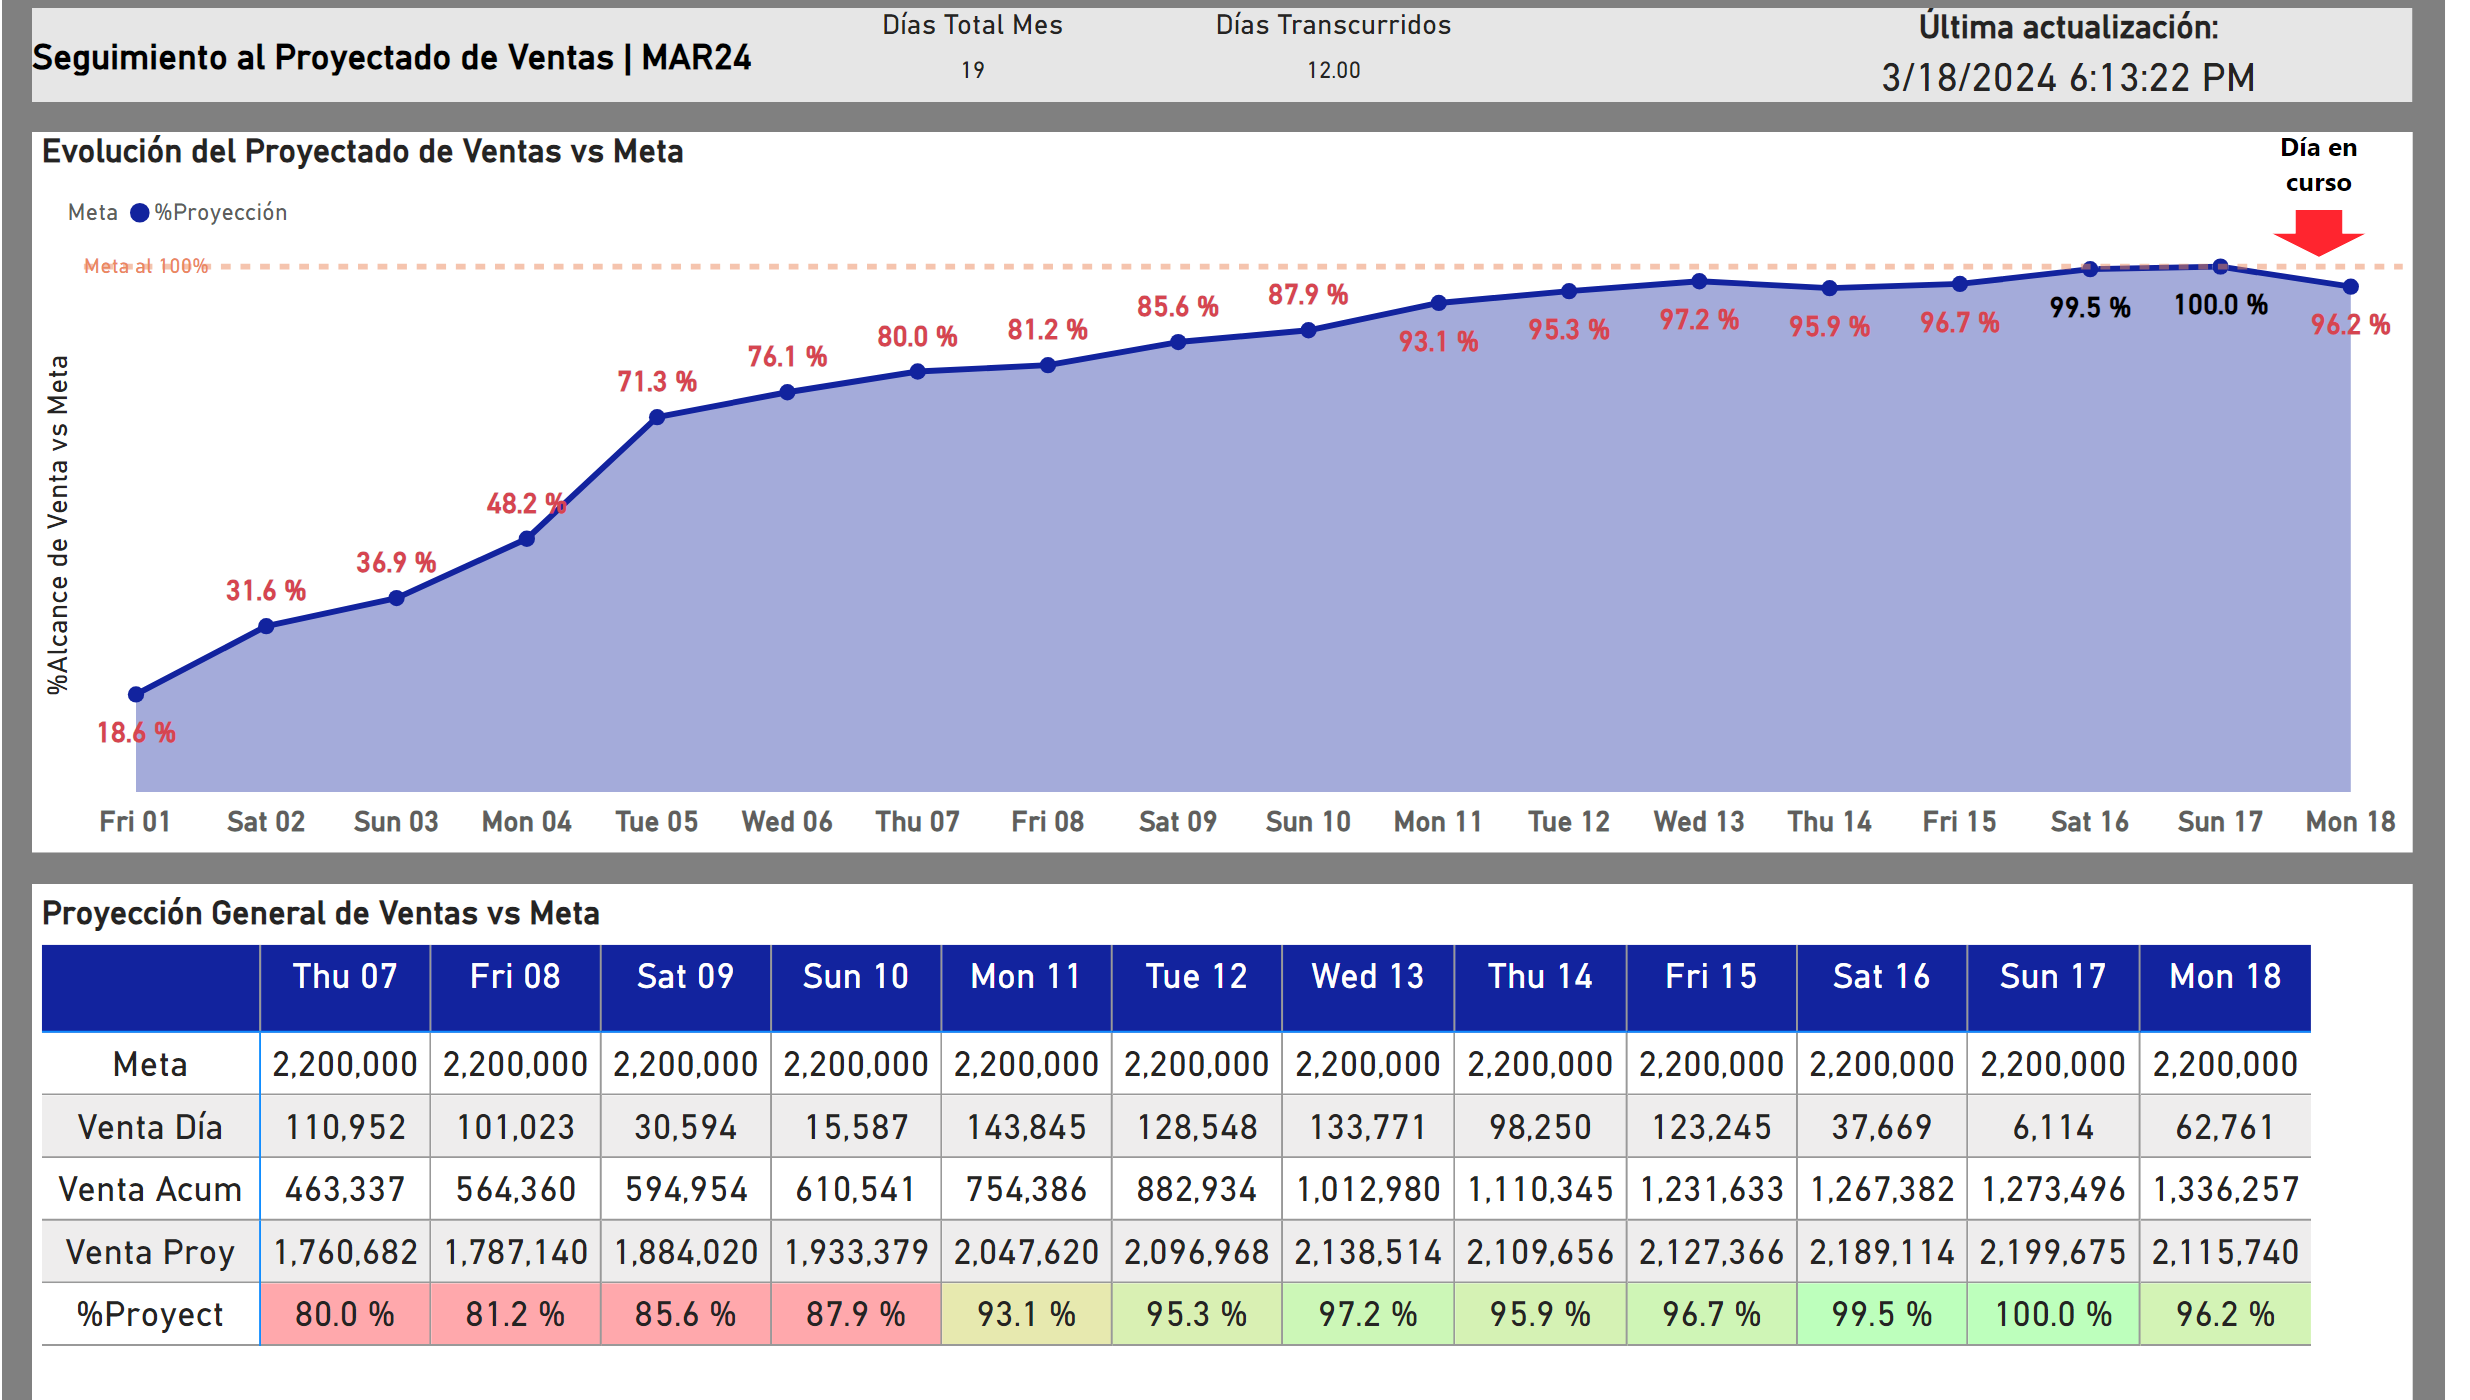 Seguimiento al Proyectado de Ventas | MAR24
Días Total Mes
19
Días Transcurridos
12.00
Última actualización:
3/18/2024 6:13:22 PM
Evolución del Proyectado de Ventas vs Meta
Día en
curso
Meta %Proyección
Meta al 100%
%Alcance de Venta vs Meta
18.6 % 31.6 % 36.9 % 48.2 % 71.3 % 76.1 % 80.0 % 81.2 % 85.6 % 87.9 % 93.1 % 95.3 % 97.2 % 95.9 % 96.7 % 99.5 % 100.0 % 96.2 %
Fri 01 Sat 02 Sun 03 Mon 04 Tue 05 Wed 06 Thu 07 Fri 08 Sat 09 Sun 10 Mon 11 Tue 12 Wed 13 Thu 14 Fri 15 Sat 16 Sun 17 Mon 18
Proyección General de Ventas vs Meta
Thu 07 Fri 08 Sat 09 Sun 10 Mon 11 Tue 12 Wed 13 Thu 14 Fri 15 Sat 16 Sun 17 Mon 18
Meta 2,200,000 2,200,000 2,200,000 2,200,000 2,200,000 2,200,000 2,200,000 2,200,000 2,200,000 2,200,000 2,200,000 2,200,000
Venta Día 110,952 101,023 30,594 15,587 143,845 128,548 133,771 98,250 123,245 37,669 6,114 62,761
Venta Acum 463,337 564,360 594,954 610,541 754,386 882,934 1,012,980 1,110,345 1,231,633 1,267,382 1,273,496 1,336,257
Venta Proy 1,760,682 1,787,140 1,884,020 1,933,379 2,047,620 2,096,968 2,138,514 2,109,656 2,127,366 2,189,114 2,199,675 2,115,740
%Proyect 80.0 % 81.2 % 85.6 % 87.9 % 93.1 % 95.3 % 97.2 % 95.9 % 96.7 % 99.5 % 100.0 % 96.2 %